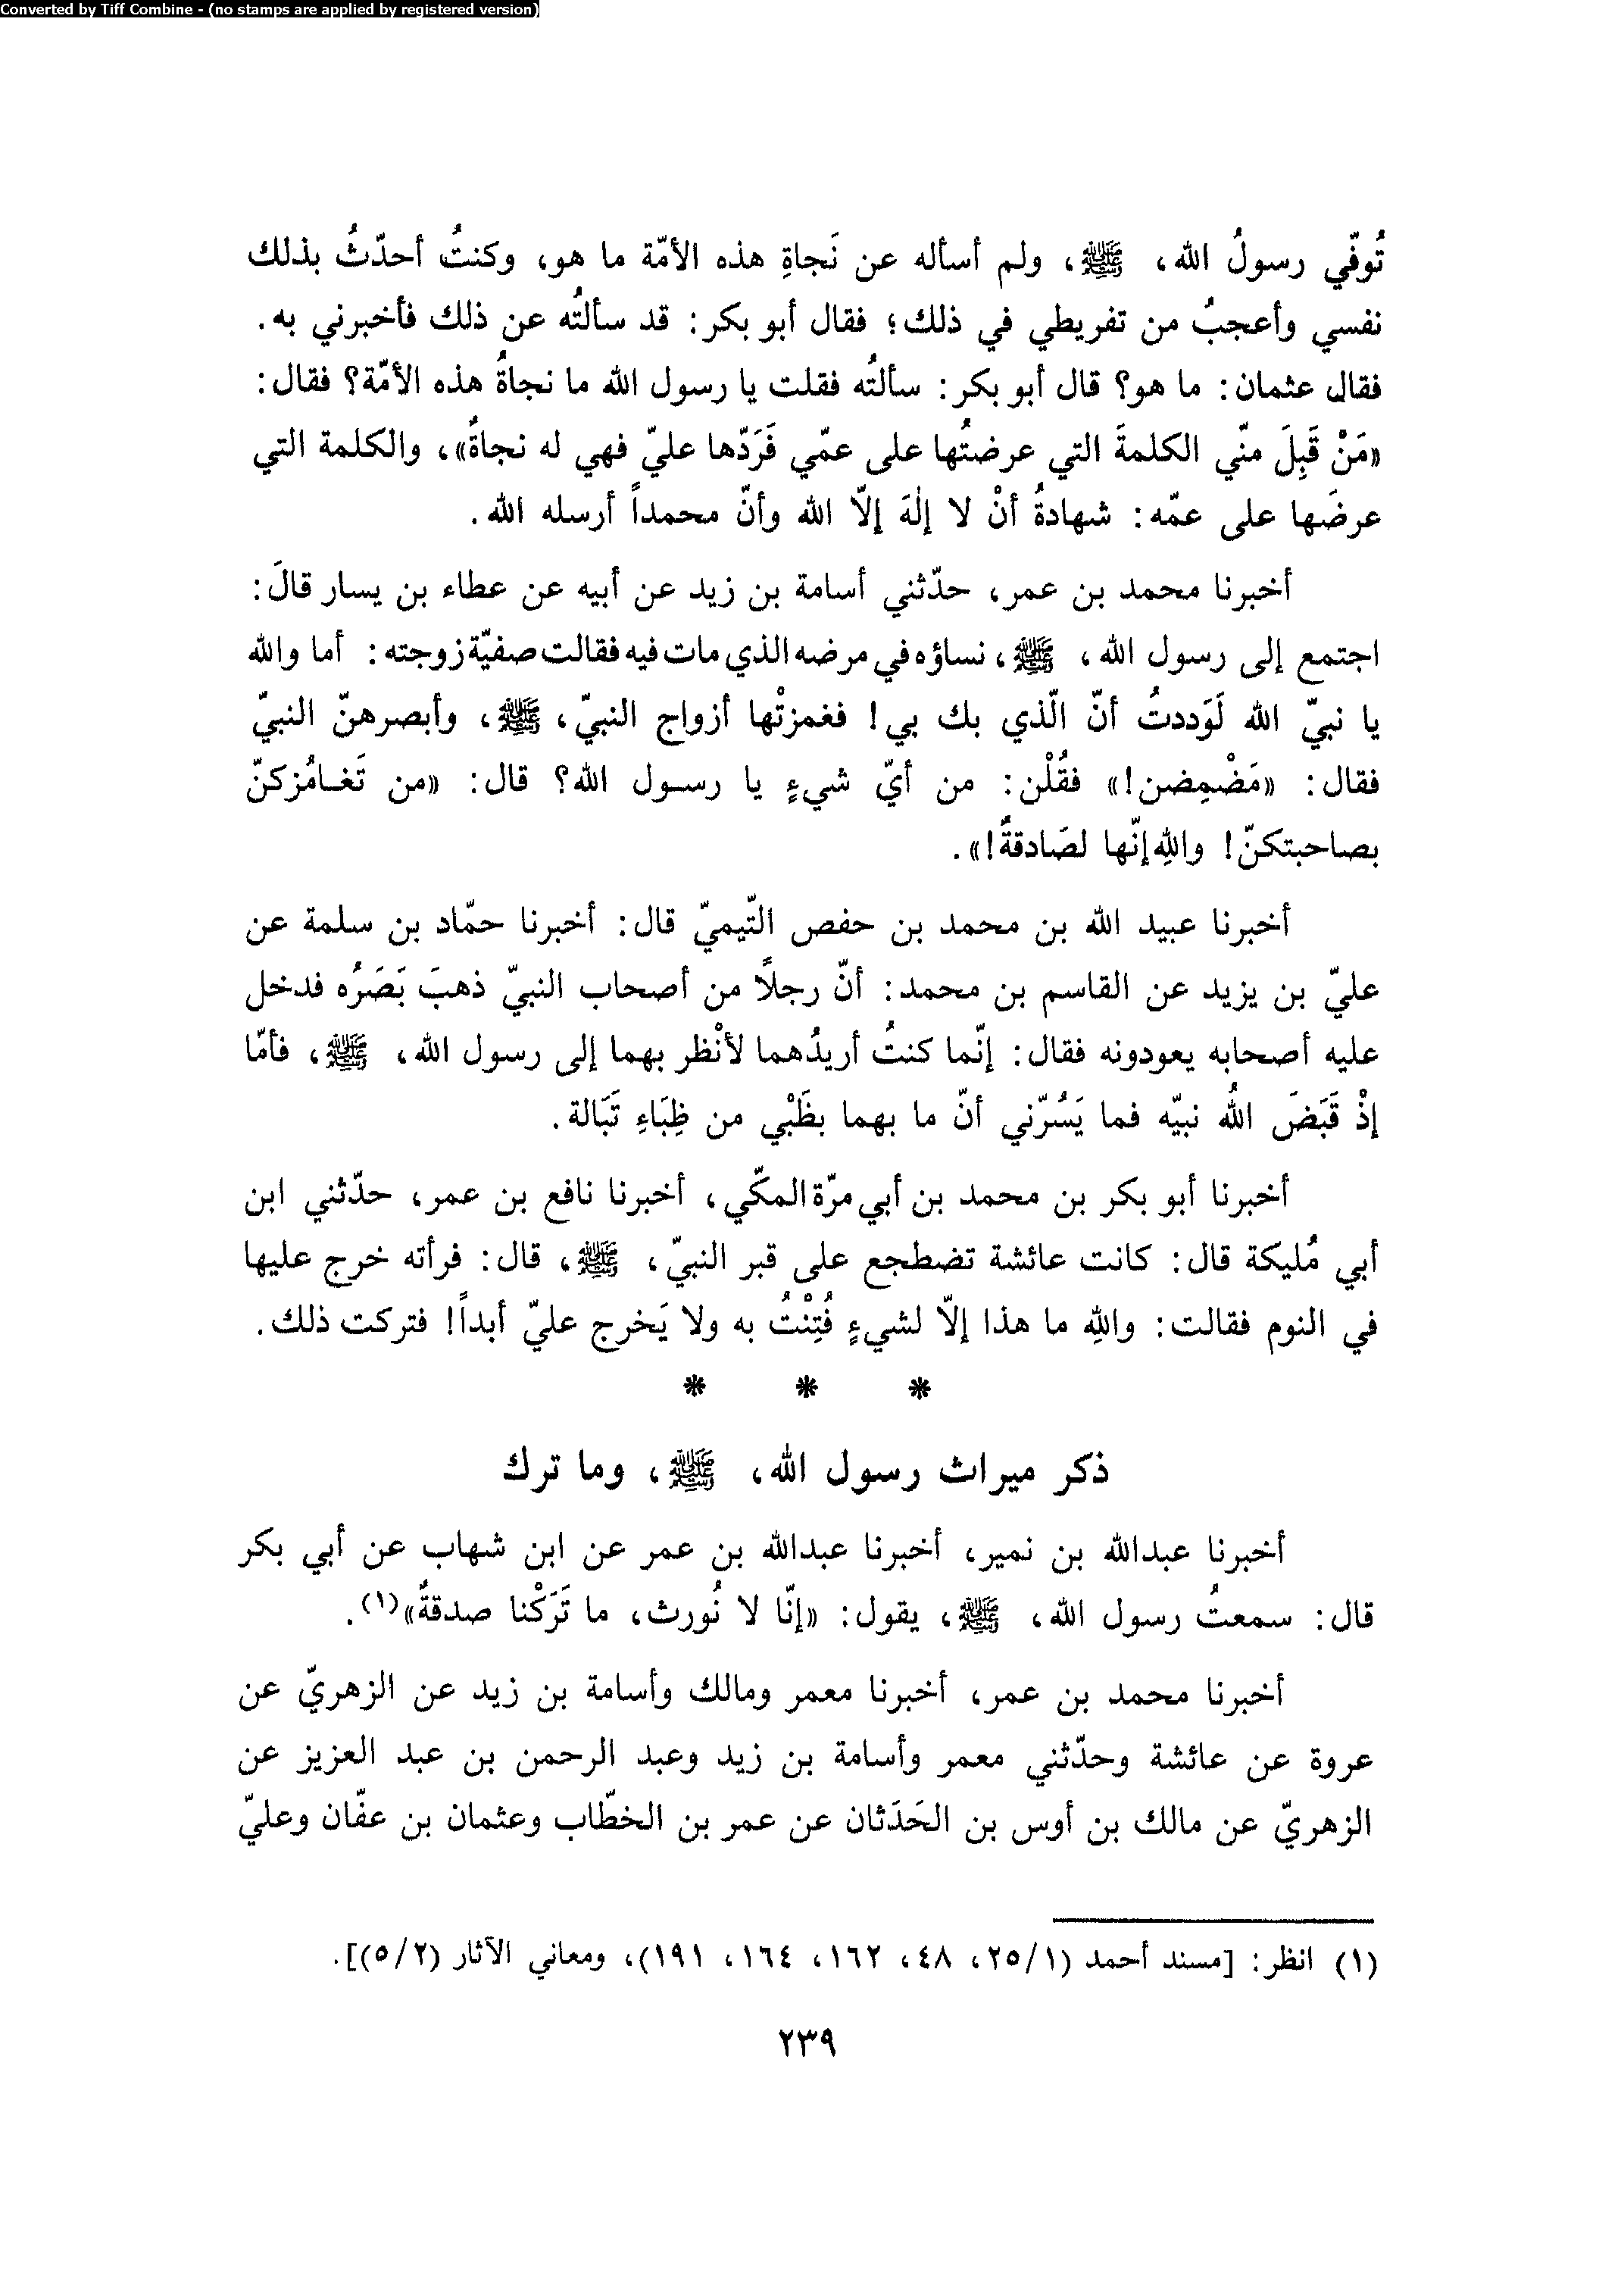 Converted by Tiff Combine - (no stamps are applied by registered version)
تُوفّي رسولُ الله، ﷺ، ولم أسأله عن نَجاةِ هذه الأمّة ما هو، وكنتُ أحدّثُ بذلك
نفسي وأعجبُ من تفريطي في ذلك؛ فقال أبو بكر: قد سألتُه عن ذلك فأخبرني به.
فقال عثمان: ما هو؟ قال أبو بكر: سألتُه فقلت يا رسول الله ما نجاةُ هذه الأمّة؟ فقال:
«مَنْ قَبِلَ منّي الكلمةَ التي عرضتُها على عمّي فَرَدّها عليّ فهي له نجاةٌ»، والكلمة التي
عرضَها على عمّه: شهادةُ أنْ لا إلٰهَ إلّا الله وأنّ محمداً أرسله الله.
أخبرنا محمد بن عمر، حدّثني أسامة بن زيد عن أبيه عن عطاء بن يسار قالَ:
اجتمع إلى رسول الله، ﷺ، نساؤه في مرضه الذي مات فيه فقالت صفيّة زوجته: أما والله
يا نبيّ الله لَوَددتُ أنّ الّذي بك بي! فغمزتْها أزواج النبيّ، ﷺ، وأبصرهنّ النبيّ
فقال: «مَضْمِضن!» فقُلْن: من أيّ شيءٍ يا رسول الله؟ قال: «من تَغامُزكنّ
بصاحبتكنّ! واللهِ إنّها لصَادقةٌ!».
أخبرنا عبيد الله بن محمد بن حفص التّيميّ قال: أخبرنا حمّاد بن سلمة عن
عليّ بن يزيد عن القاسم بن محمد: أنّ رجلاً من أصحاب النبيّ ذهبَ بَصَرُه فدخل
عليه أصحابه يعودونه فقال: إنّما كنتُ أريدُهما لأنْظر بهما إلى رسول الله، ﷺ، فأمّا
إذْ قَبَضَ اللهُ نبيّه فما يَسُرّني أنّ ما بهما بظَبْي من ظِبَاءِ تَبَالة.
أخبرنا أبو بكر بن محمد بن أبي مرّة المكّي، أخبرنا نافع بن عمر، حدّثني ابن
أبي مُليكة قال: كانت عائشة تضطجع على قبر النبيّ، ﷺ، قال: فرأته خرج عليها
في النوم فقالت: واللهِ ما هذا إلّا لشيءٍ فُتِنْتُ به ولا يَخرج عليّ أبداً! فتركت ذلك.
* * *
ذكر ميراث رسول الله، ﷺ، وما ترك
أخبرنا عبدالله بن نمير، أخبرنا عبدالله بن عمر عن ابن شهاب عن أبي بكر
قال: سمعتُ رسول الله، ﷺ، يقول: «إنّا لا نُورث، ما تَرَكْنا صدقةٌ»(١).
أخبرنا محمد بن عمر، أخبرنا معمر ومالك وأسامة بن زيد عن الزهريّ عن
عروة عن عائشة وحدّثني معمر وأسامة بن زيد وعبد الرحمن بن عبد العزيز عن
الزهريّ عن مالك بن أوس بن الحَدَثان عن عمر بن الخطّاب وعثمان بن عفّان وعليّ
(١) انظر: [مسند أحمد (٢٥/١، ٤٨، ١٦٢، ١٦٤، ١٩١)، ومعاني الآثار (٥/٢)].
٢٣٩